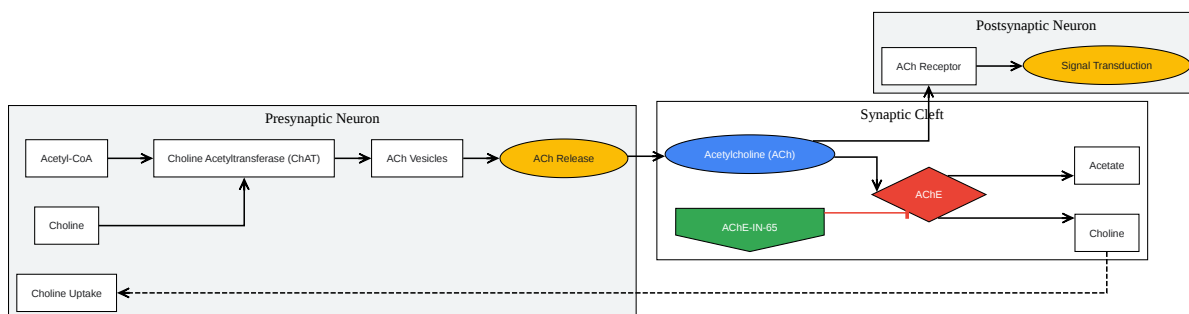 Postsynaptic Neuron
ACh Receptor
Signal Transduction
Presynaptic Neuron
Synaptic Cleft
Acetyl-CoA
Choline Acetyltransferase (ChAT)
ACh Vesicles
ACh Release
Acetylcholine (ACh)
Acetate
AChE
Choline
AChE-IN-65
Choline
Choline Uptake